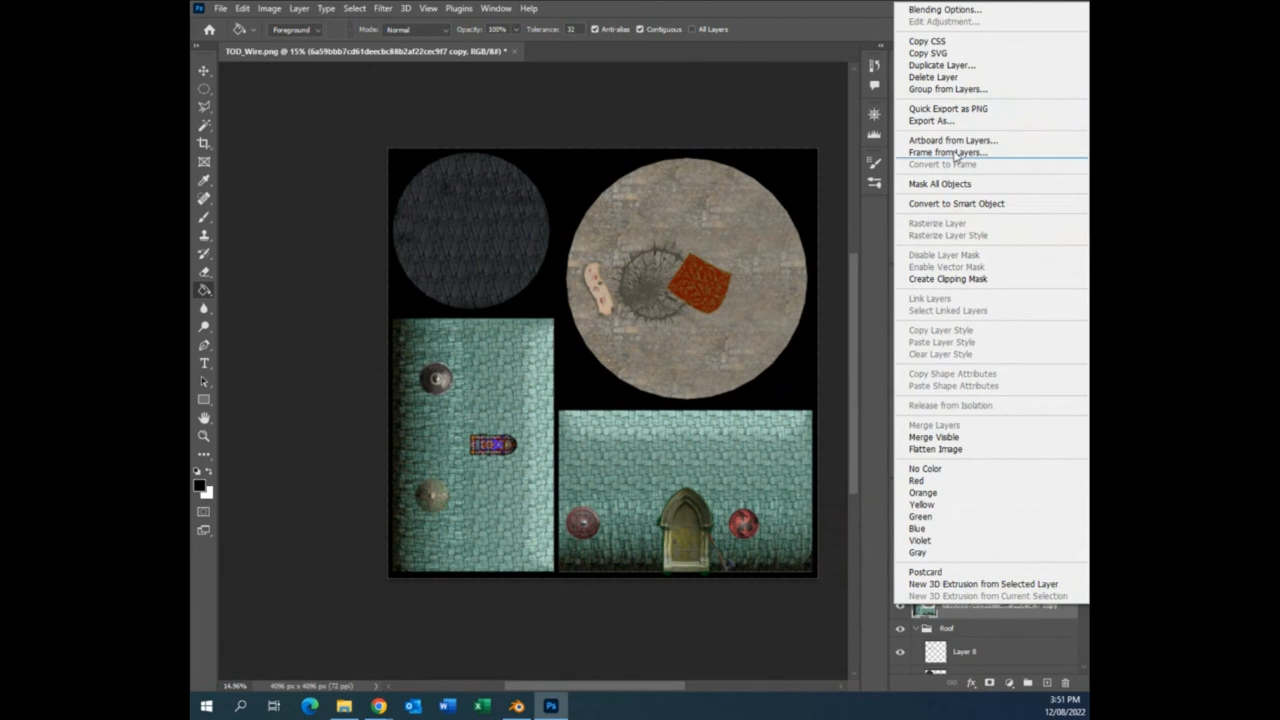 File Edit Image Layer Type Select Filter 3D View Plugins Window Help
Foreground Mode: Normal Opacity: 100% Tolerance: 32 Anti-alias Contiguous All Layers
TOD_Wire.png @ 15% (6a59bbb7cd61deecbc88b2af22cec9f7 copy, RGB/8#) *
Blending Options...
Edit Adjustment...
Copy CSS
Copy SVG
Duplicate Layer...
Delete Layer
Group from Layers...
Quick Export as PNG
Export As...
Artboard from Layers...
Frame from Layers...
Convert to Frame
Mask All Objects
Convert to Smart Object
Rasterize Layer
Rasterize Layer Style
Disable Layer Mask
Enable Vector Mask
Create Clipping Mask
Link Layers
Select Linked Layers
Copy Layer Style
Paste Layer Style
Clear Layer Style
Copy Shape Attributes
Paste Shape Attributes
Release from Isolation
Merge Layers
Merge Visible
Flatten Image
No Color
Red
Orange
Yellow
Green
Blue
Violet
Gray
Postcard
New 3D Extrusion from Selected Layer
New 3D Extrusion from Current Selection
Roof
Layer 8
14.96% 4096 px x 4096 px (72 ppi)
3:51 PM
12/08/2022